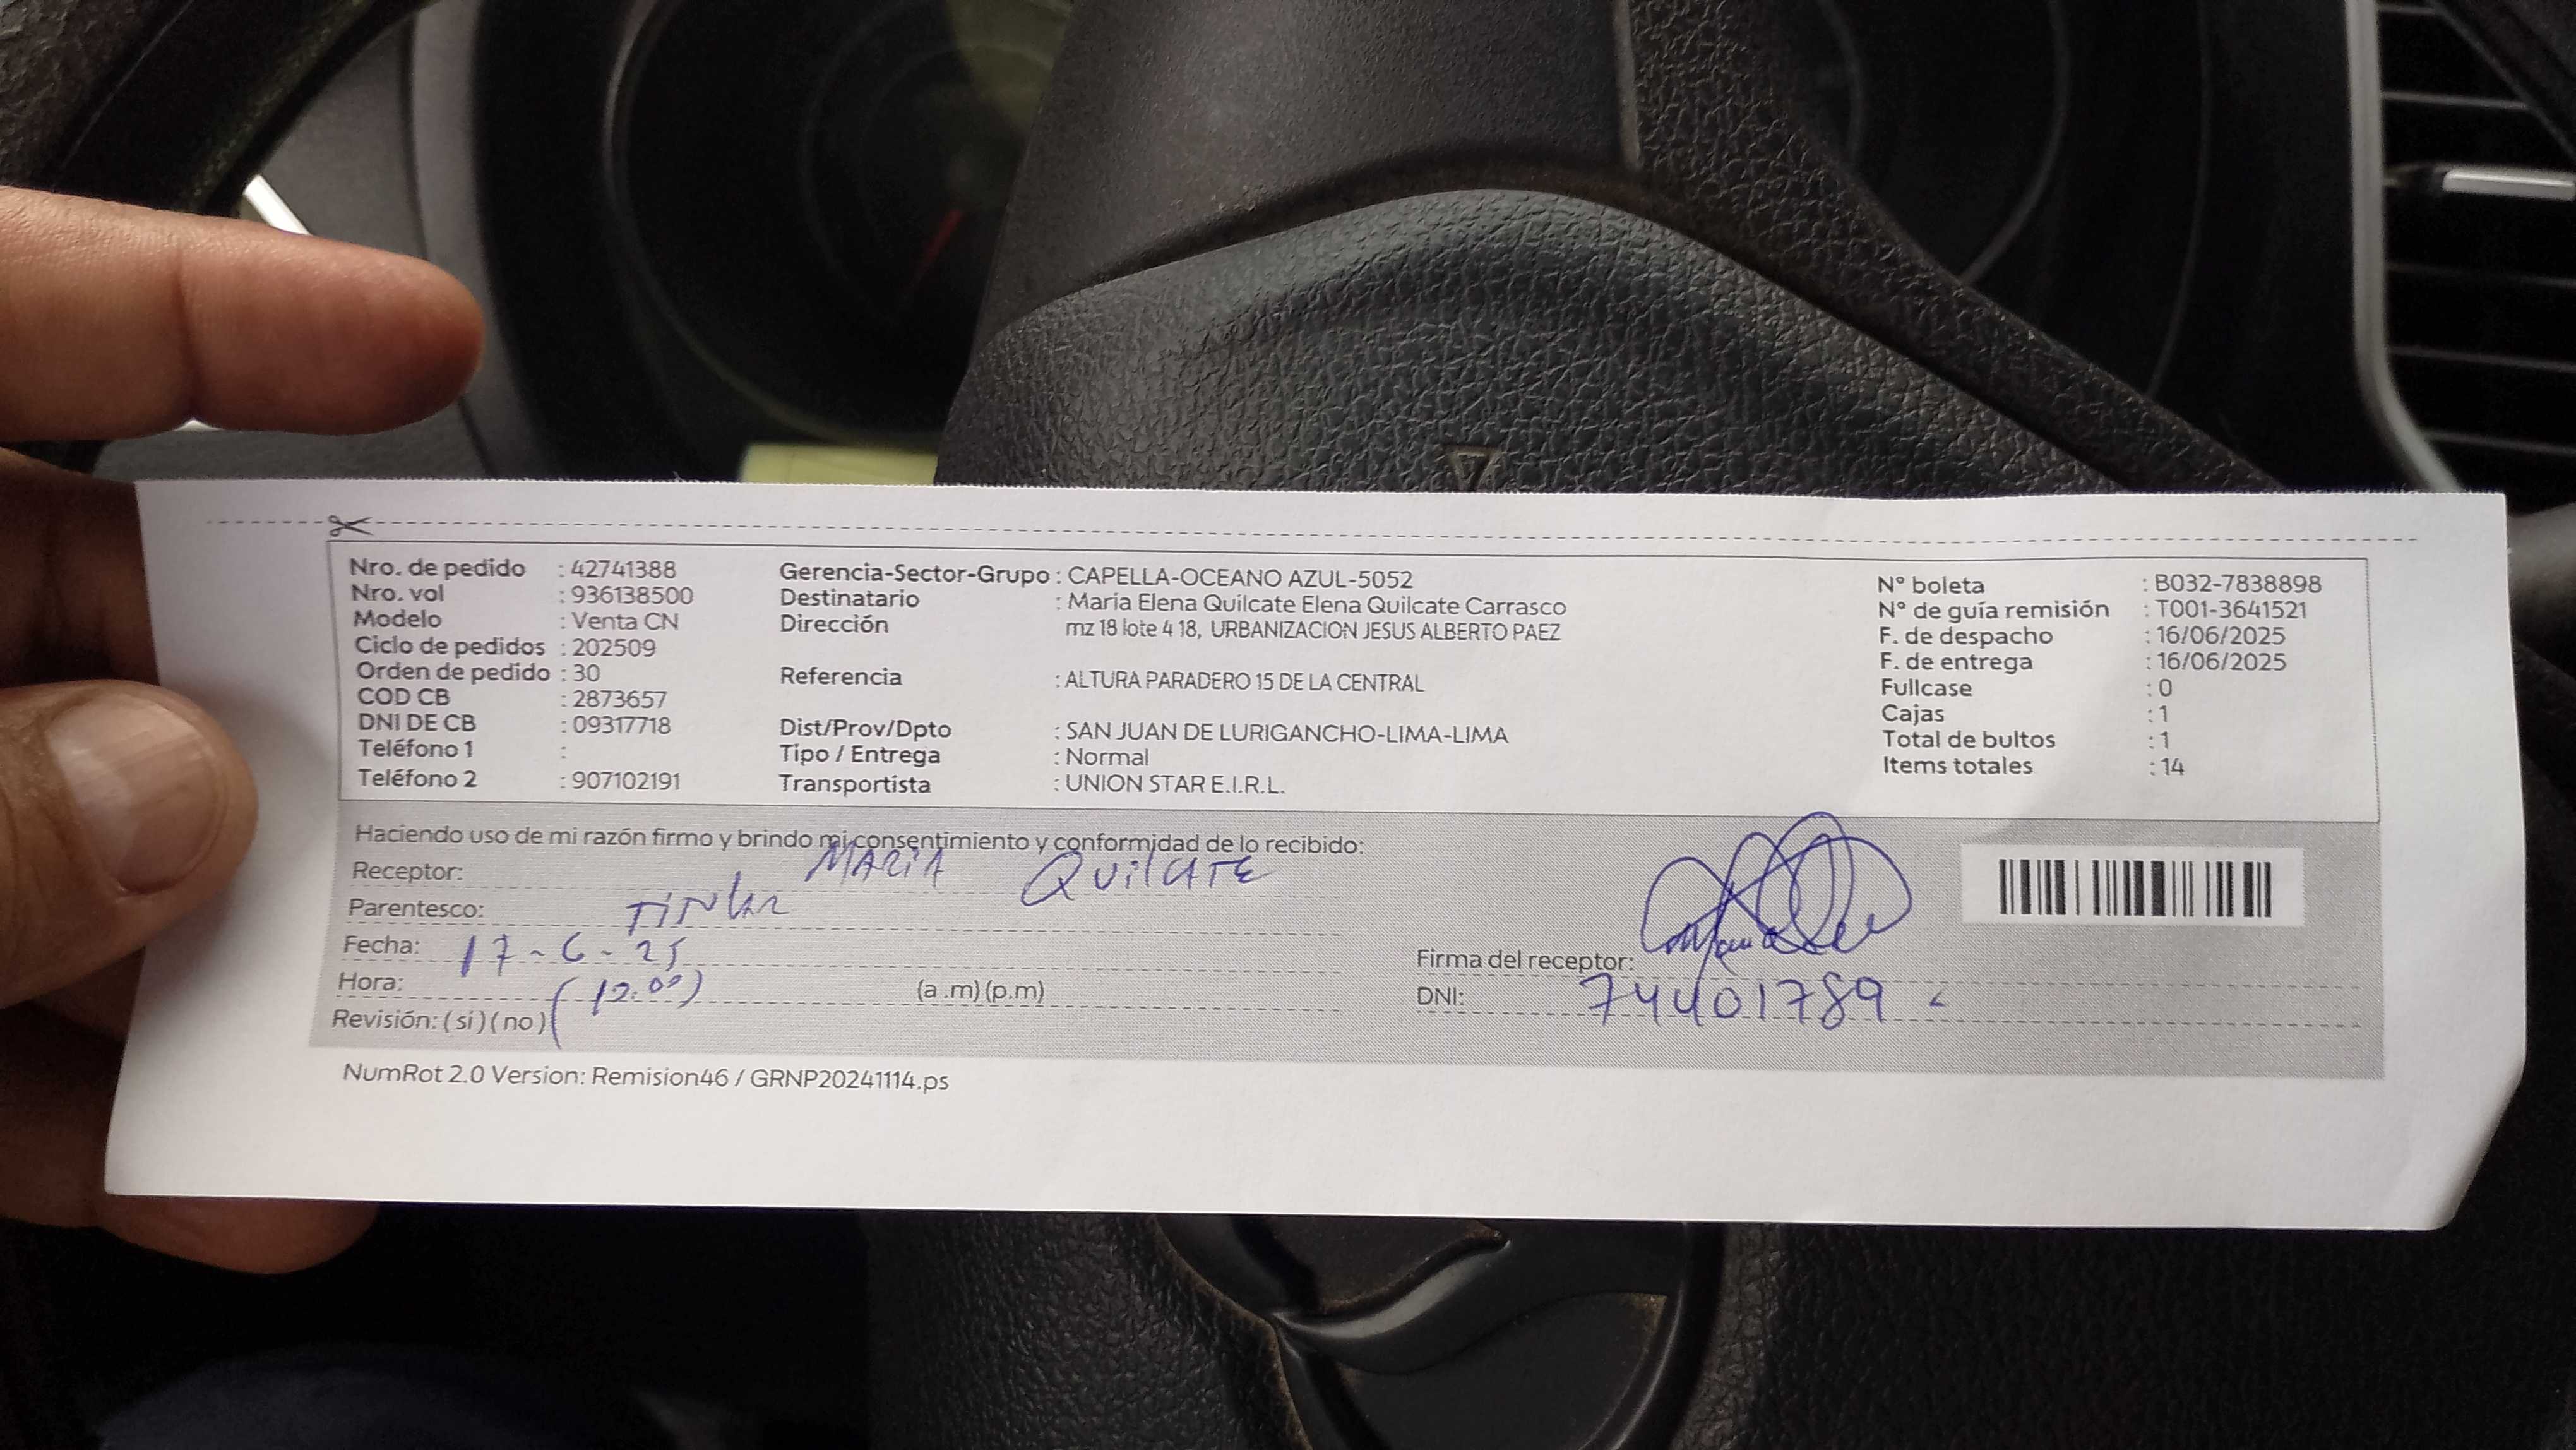 Nro. de pedido : 42741388
Nro. vol : 936138500
Modelo : Venta CN
Ciclo de pedidos : 202509
Orden de pedido : 30
COD CB : 2873657
DNI DE CB : 09317718
Teléfono 1 :
Teléfono 2 : 907102191
Gerencia-Sector-Grupo : CAPELLA-OCEANO AZUL-5052
Destinatario : Maria Elena Quilcate Elena Quilcate Carrasco
Dirección mz 18 lote 4 18, URBANIZACION JESUS ALBERTO PAEZ
Referencia : ALTURA PARADERO 15 DE LA CENTRAL
Dist/Prov/Dpto : SAN JUAN DE LURIGANCHO-LIMA-LIMA
Tipo / Entrega : Normal
Transportista : UNION STAR E.I.R.L.
N° boleta : B032-7838898
N° de guía remisión : T001-3641521
F. de despacho : 16/06/2025
F. de entrega : 16/06/2025
Fullcase : 0
Cajas : 1
Total de bultos : 1
Items totales : 14
Haciendo uso de mi razón firmo y brindo mi consentimiento y conformidad de lo recibido:
Receptor: MARIA QUILCATE
Parentesco:
Fecha: 17-6-25
Hora: (12:00) (a .m) (p.m)
Revisión: ( si ) ( no )
Firma del receptor:
DNI: 74401789
NumRot 2.0 Version: Remision46 / GRNP20241114.ps